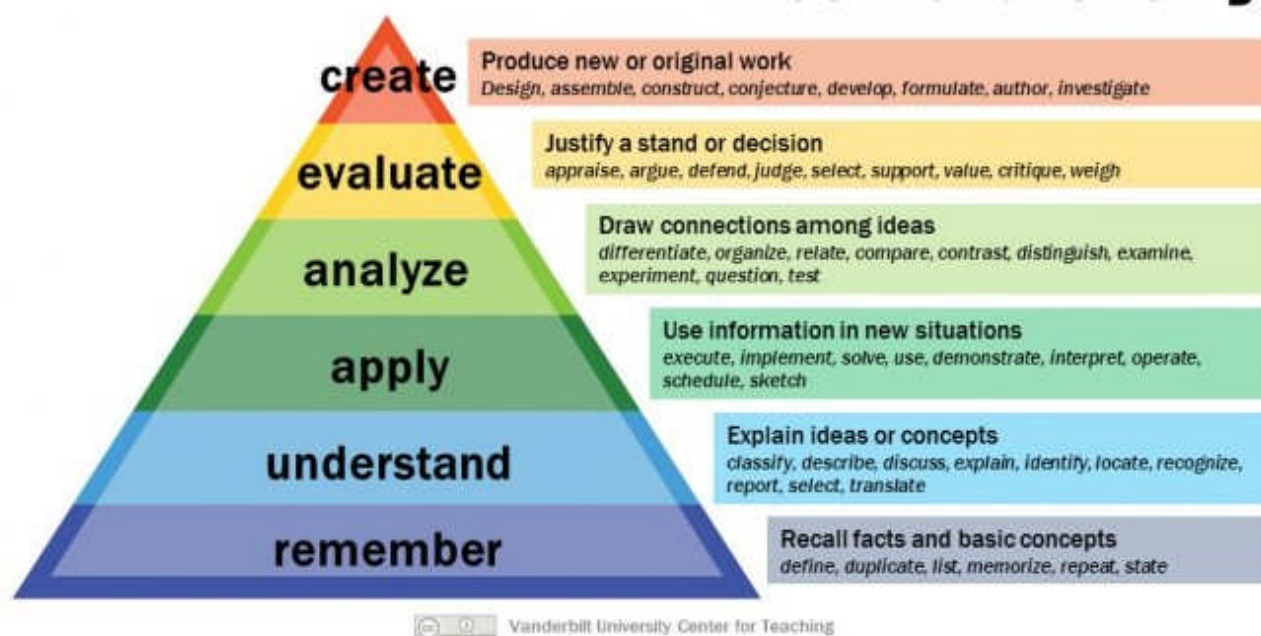 create
Produce new or original work
Design, assemble, construct, conjecture, develop, formulate, author, investigate
evaluate
Justify a stand or decision
appraise, argue, defend, judge, select, support, value, critique, weigh
analyze
Draw connections among ideas
differentiate, organize, relate, compare, contrast, distinguish, examine,
experiment, question, test
apply
Use information in new situations
execute, implement, solve, use, demonstrate, interpret, operate,
schedule, sketch
understand
Explain ideas or concepts
classify, describe, discuss, explain, identify, locate, recognize,
report, select, translate
remember
Recall facts and basic concepts
define, duplicate, list, memorize, repeat, state
cc
Vanderbilt University Center for Teaching